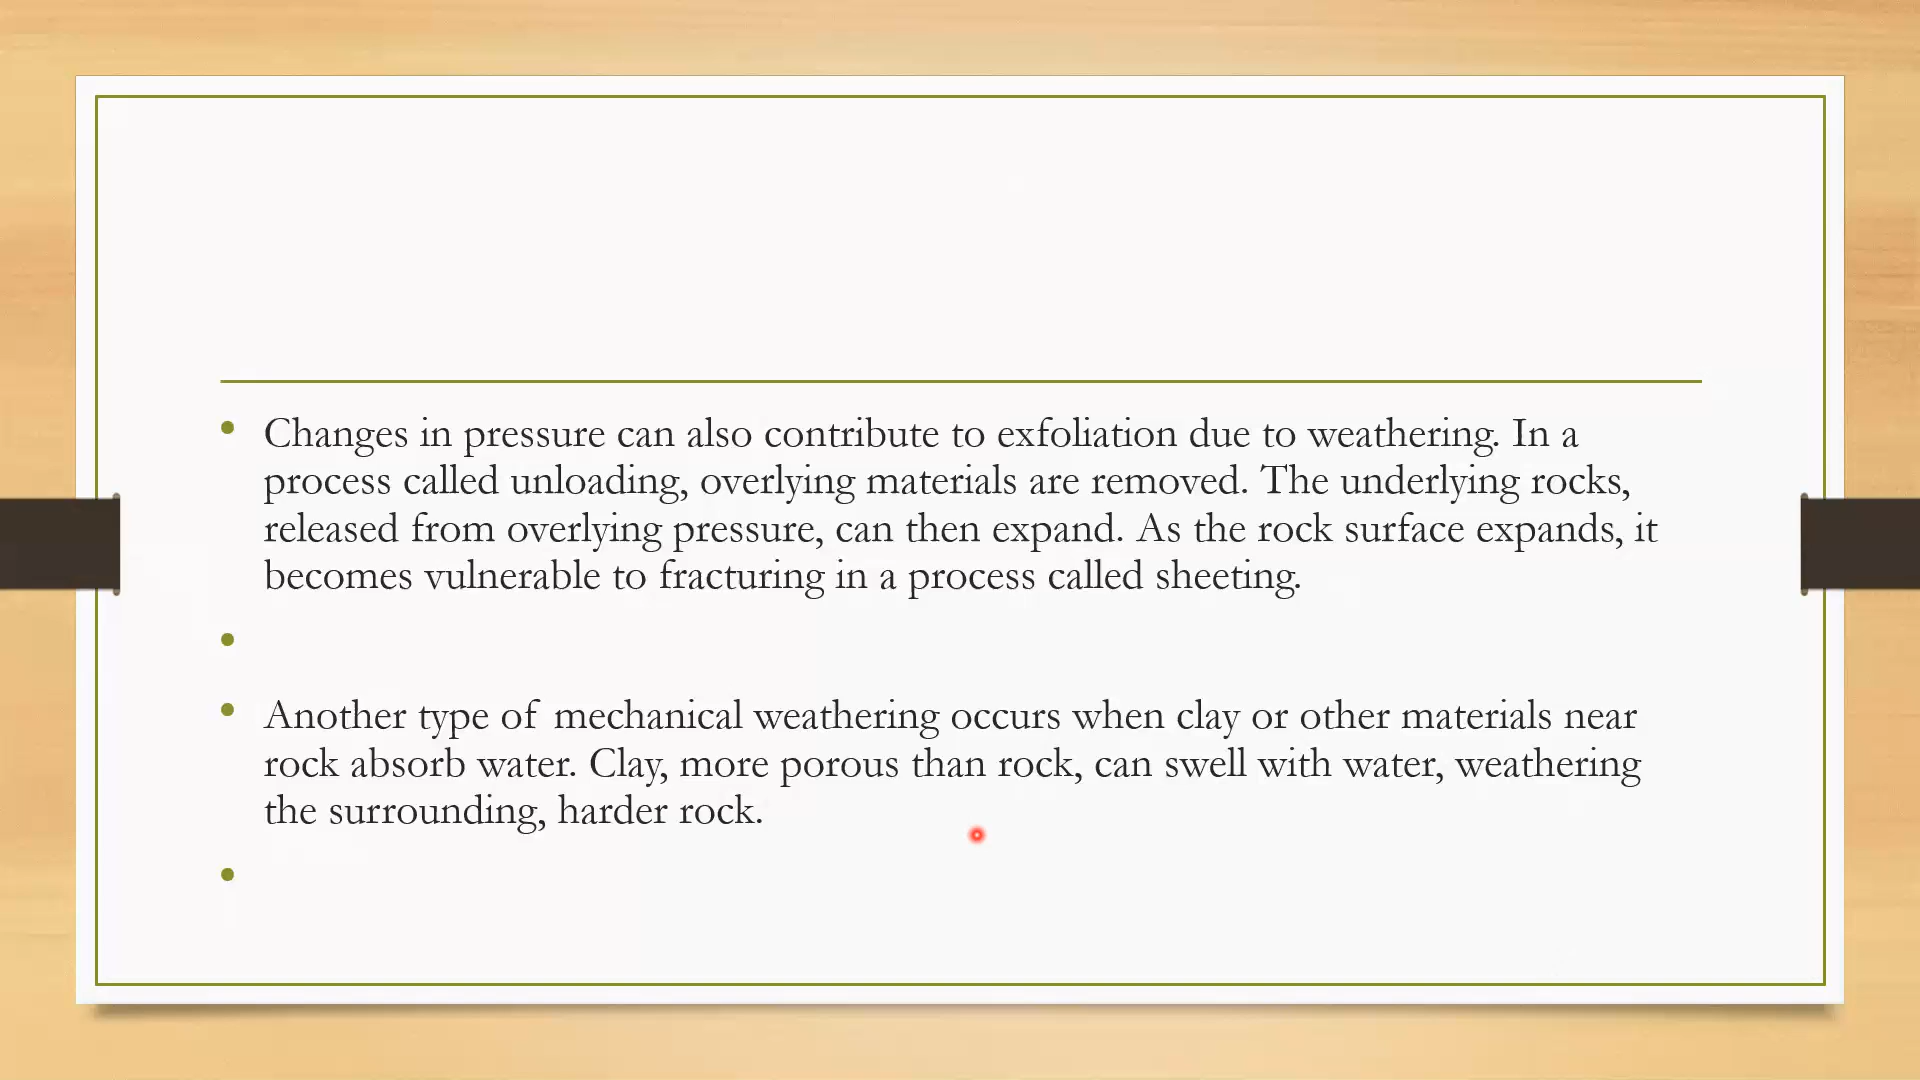 Changes in pressure can also contribute to exfoliation due to weathering. In a
process called unloading, overlying materials are removed. The underlying rocks,
released from overlying pressure, can then expand. As the rock surface expands, it
becomes vulnerable to fracturing in a process called sheeting.
Another type of mechanical weathering occurs when clay or other materials near
rock absorb water. Clay, more porous than rock, can swell with water, weathering
the surrounding, harder rock.